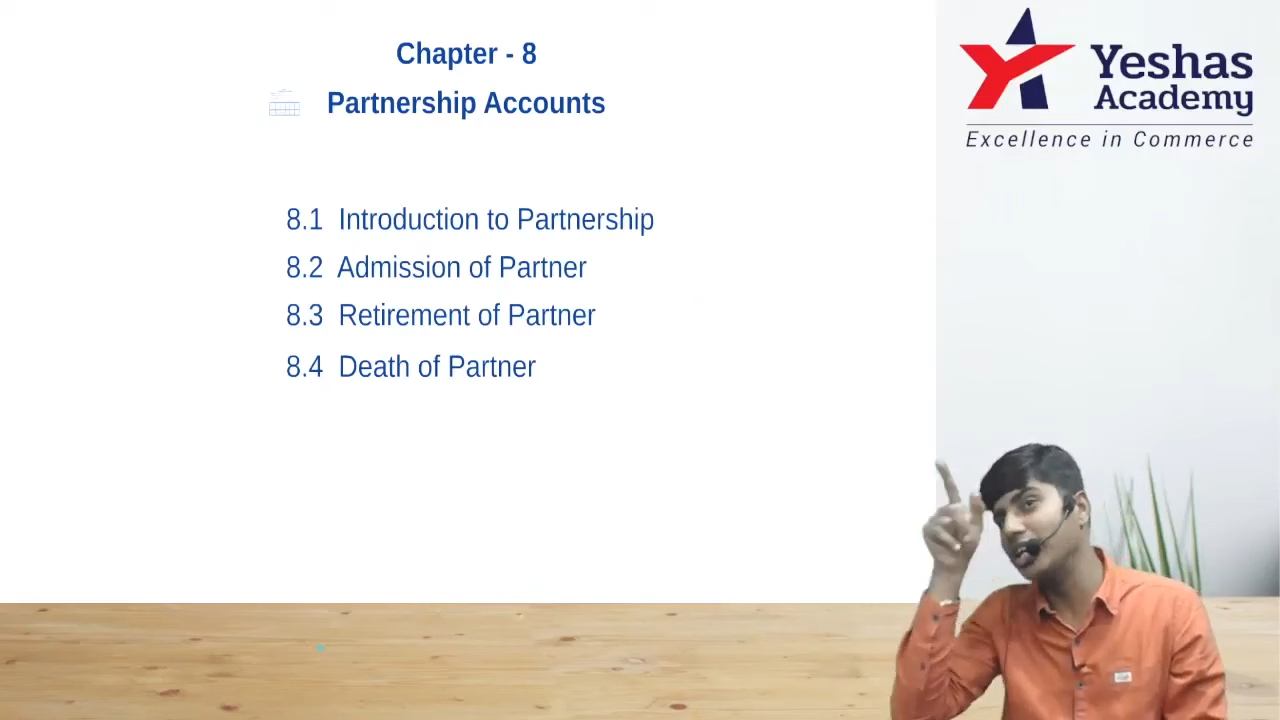 Chapter - 8
Partnership Accounts
8.1 Introduction to Partnership
8.2 Admission of Partner
8.3 Retirement of Partner
8.4 Death of Partner
Yeshas
Academy
Excellence in Commerce